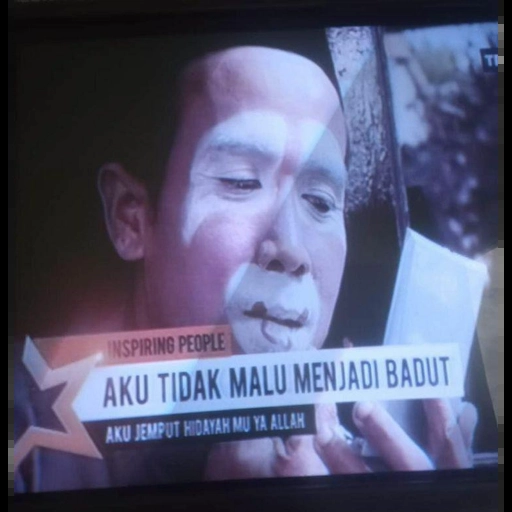 INSPIRING PEOPLE
AKU TIDAK MALU MENJADI BADUT
AKU JEMPUT HIDAYAH MU YA ALLAH